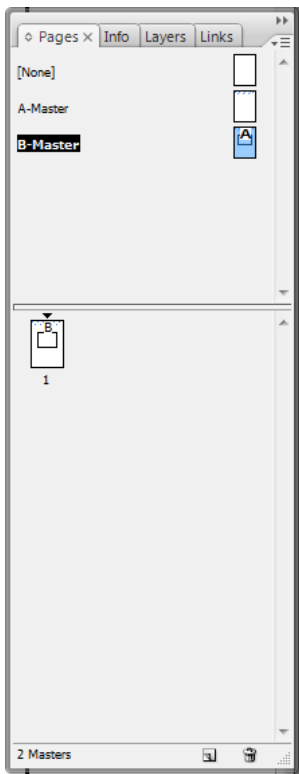 Pages Info Layers Links
[None]
A-Master
B-Master
A
B
1
2 Masters